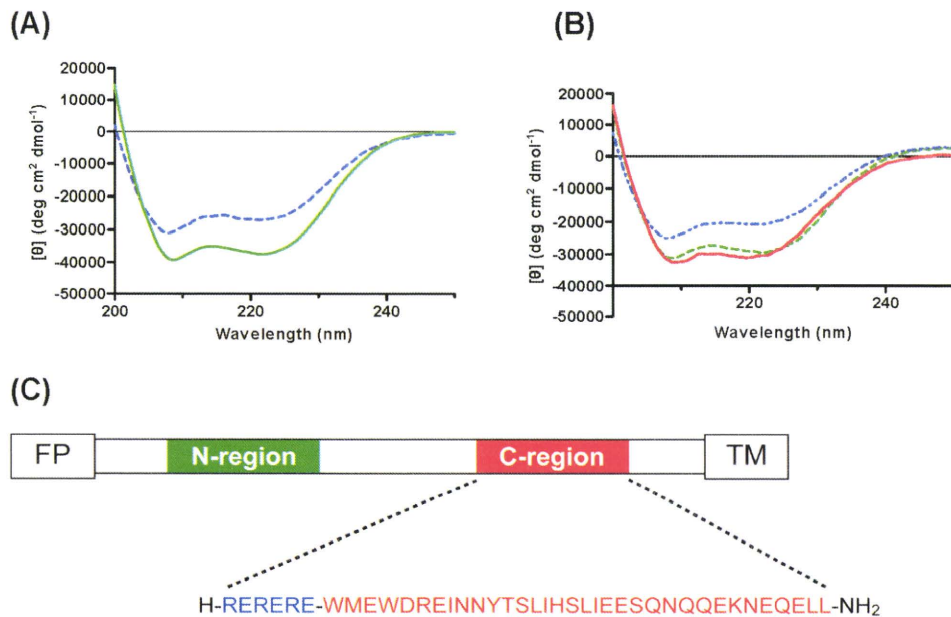 (A)
20000
10000
0
-10000
-20000
-30000
-40000
-50000
[θ] (deg cm² dmol⁻¹)
200
220
240
Wavelength (nm)
(B)
20000
10000
0
-10000
-20000
-30000
-40000
-50000
[θ] (deg cm² dmol⁻¹)
220
240
Wavelength (nm)
(C)
FP
N-region
C-region
TM
H-RERERE-WMEWDREINNYTSLIHSLIEESQNQQEKNEQELL-NH₂